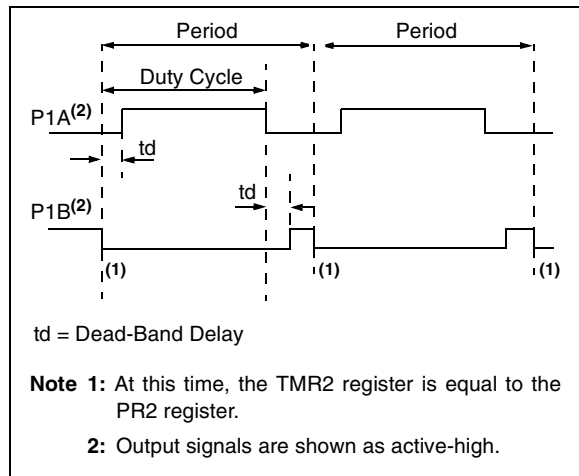 Period Period
Duty Cycle
P1A(2)
td
td
P1B(2)
(1) (1) (1)
td = Dead-Band Delay
Note 1: At this time, the TMR2 register is equal to the
PR2 register.
2: Output signals are shown as active-high.